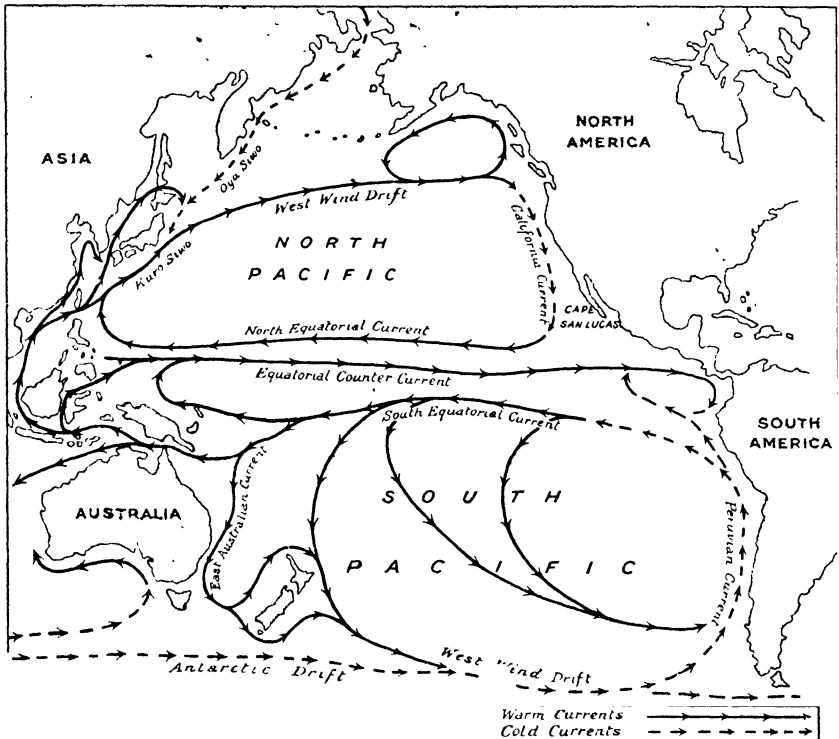 NORTH
AMERICA
ASIA
Oya Siwo
West Wind Drift
NORTH
PACIFIC
Kuro Siwo
California Current
CAPE
SAN LUCAS
North Equatorial Current
Equatorial Counter Current
South Equatorial Current
SOUTH
AMERICA
AUSTRALIA
East Australian Current
SOUTH
PACIFIC
Peruvian Current
West Wind Drift
Antarctic Drift
Warm Currents
Cold Currents